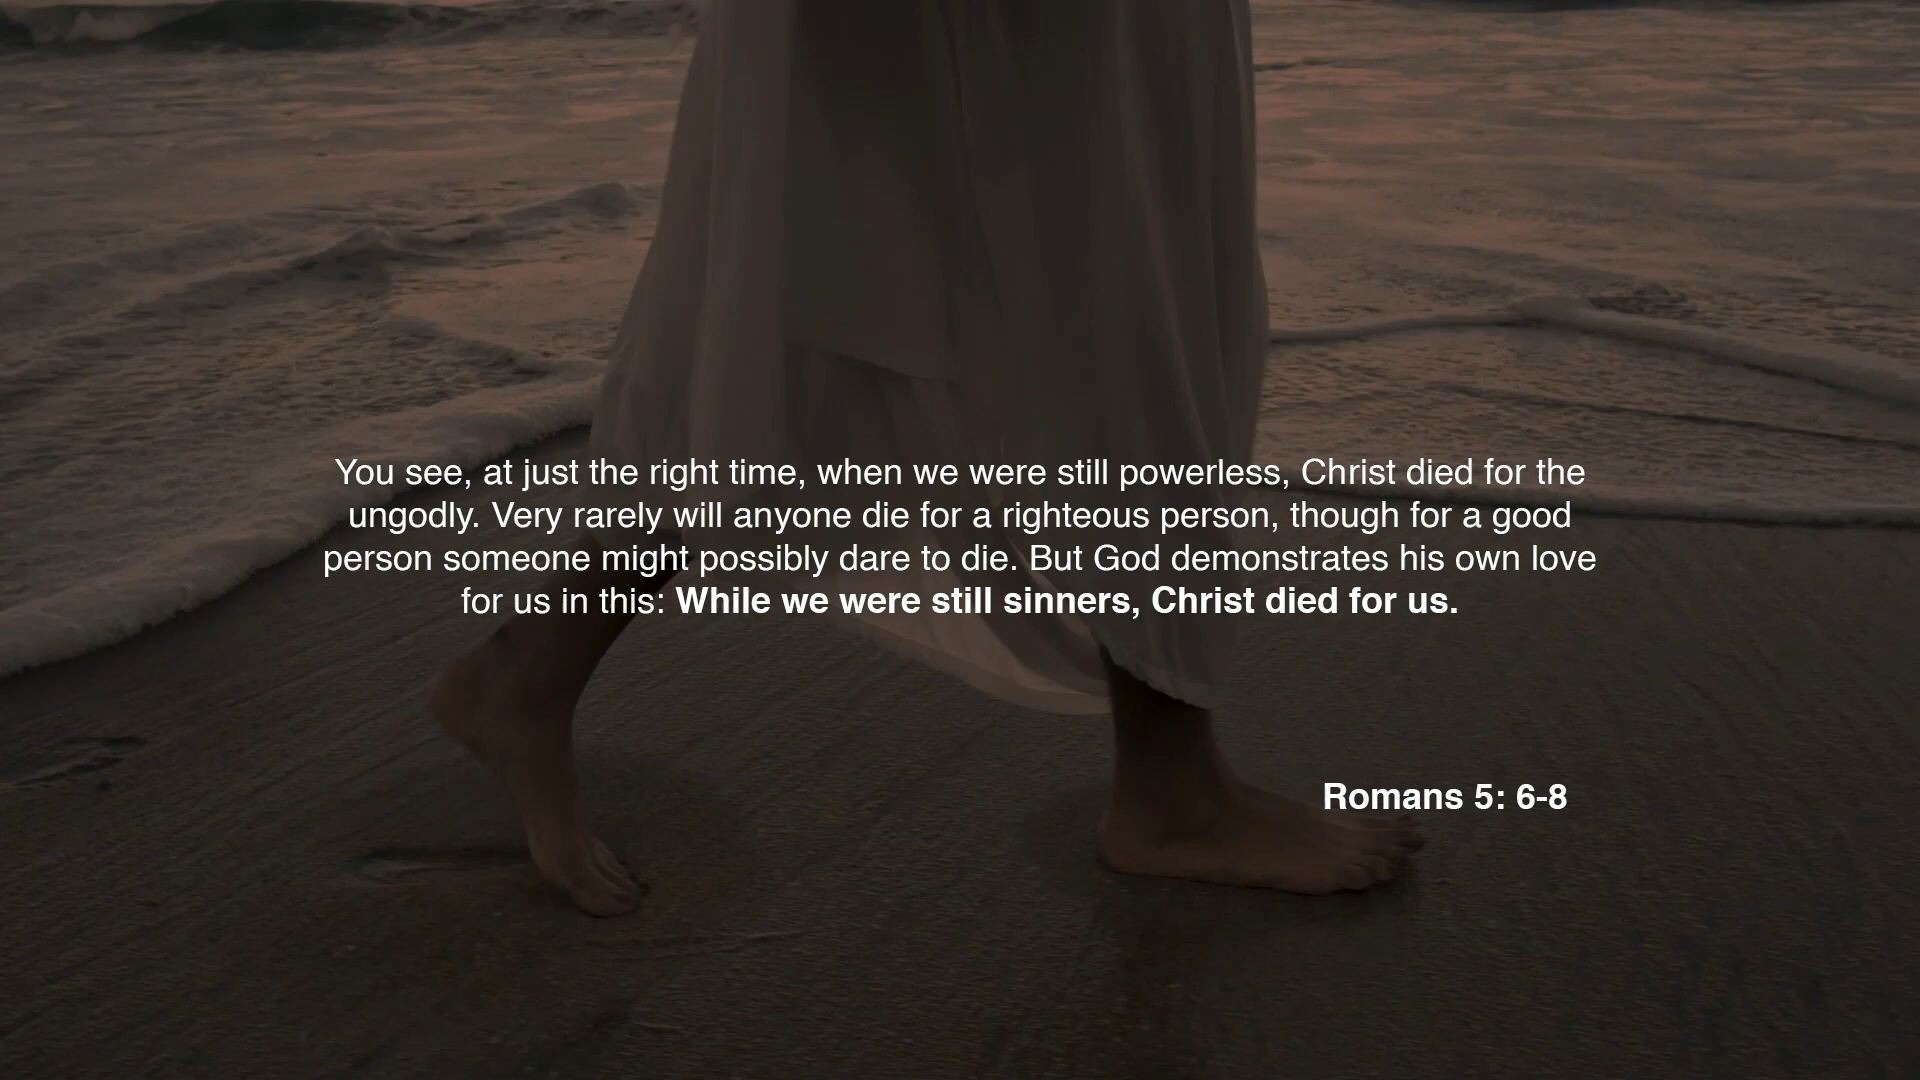 You see, at just the right time, when we were still powerless, Christ died for the
ungodly. Very rarely will anyone die for a righteous person, though for a good
person someone might possibly dare to die. But God demonstrates his own love
for us in this: While we were still sinners, Christ died for us.
Romans 5: 6-8